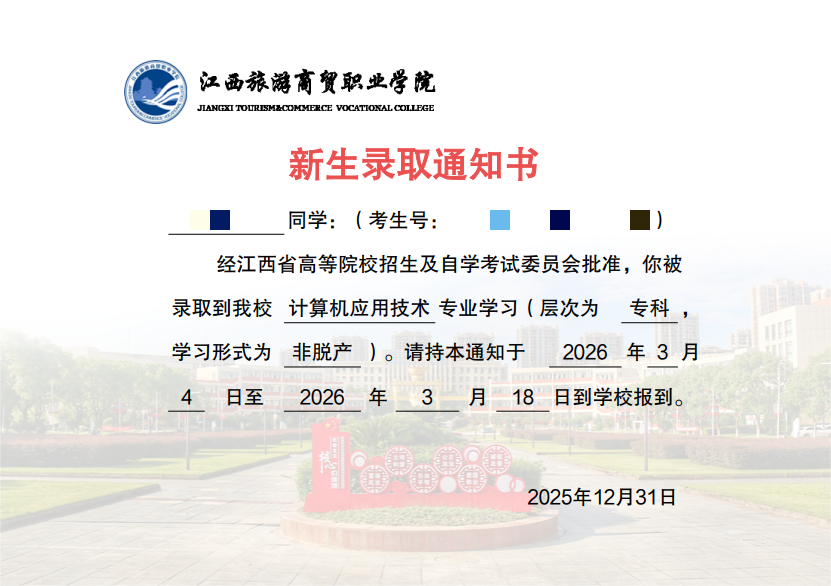 江西旅游商贸职业学院
JIANGXI TOURISM&COMMERCE VOCATIONAL COLLEGE
新生录取通知书
同学：（考生号： ）
经江西省高等院校招生及自学考试委员会批准，你被
录取到我校 计算机应用技术 专业学习（层次为 专科 ，
学习形式为 非脱产 ）。请持本通知于 2026 年 3 月
4 日至 2026 年 3 月 18 日到学校报到。
2025年12月31日